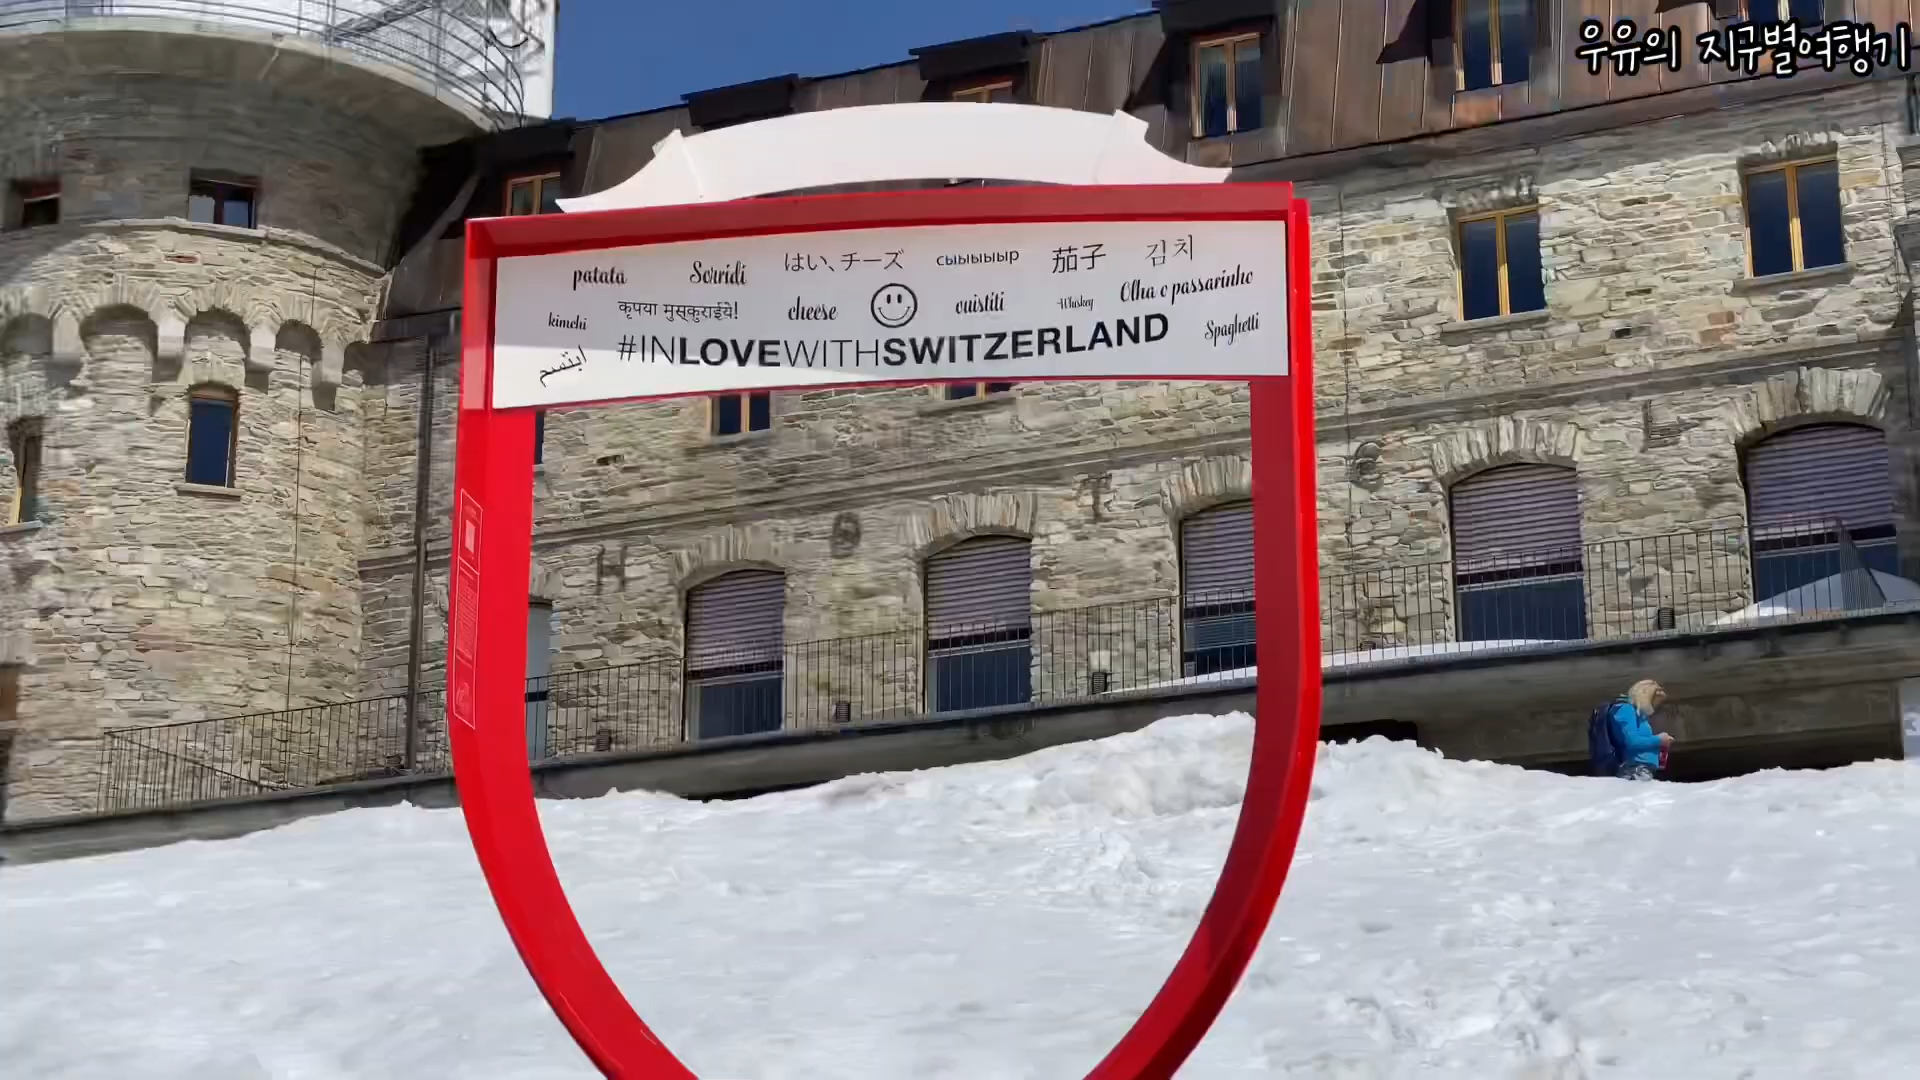 우유의 지구별여행기
patata Sorridi はい、チーズ сыыыыыр 茄子 김치
कृपया मुस्कुराईये! cheese ouistiti Whiskey Olha o passarinho
kimchi #INLOVEWITHSWITZERLAND Spaghetti
ابتسم